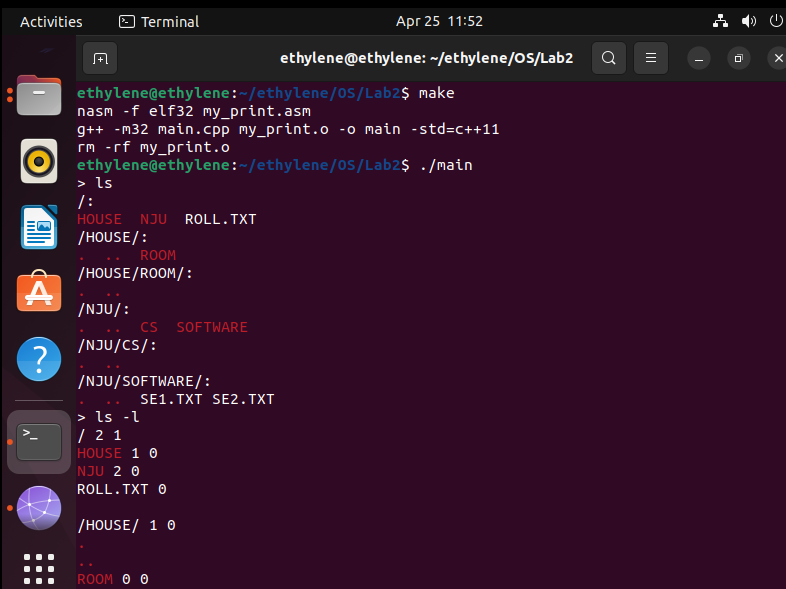 Activities Terminal Apr 25 11:52
ethylene@ethylene: ~/ethylene/OS/Lab2
ethylene@ethylene:~/ethylene/OS/Lab2$ make
nasm -f elf32 my_print.asm
g++ -m32 main.cpp my_print.o -o main -std=c++11
rm -rf my_print.o
ethylene@ethylene:~/ethylene/OS/Lab2$ ./main
> ls
/:
HOUSE  NJU  ROLL.TXT
/HOUSE/:
.  ..  ROOM
/HOUSE/ROOM/:
.  ..
/NJU/:
.  ..  CS  SOFTWARE
/NJU/CS/:
.  ..
/NJU/SOFTWARE/:
.  ..  SE1.TXT SE2.TXT
> ls -l
/ 2 1
HOUSE 1 0
NJU 2 0
ROLL.TXT 0
/HOUSE/ 1 0
.
..
ROOM 0 0